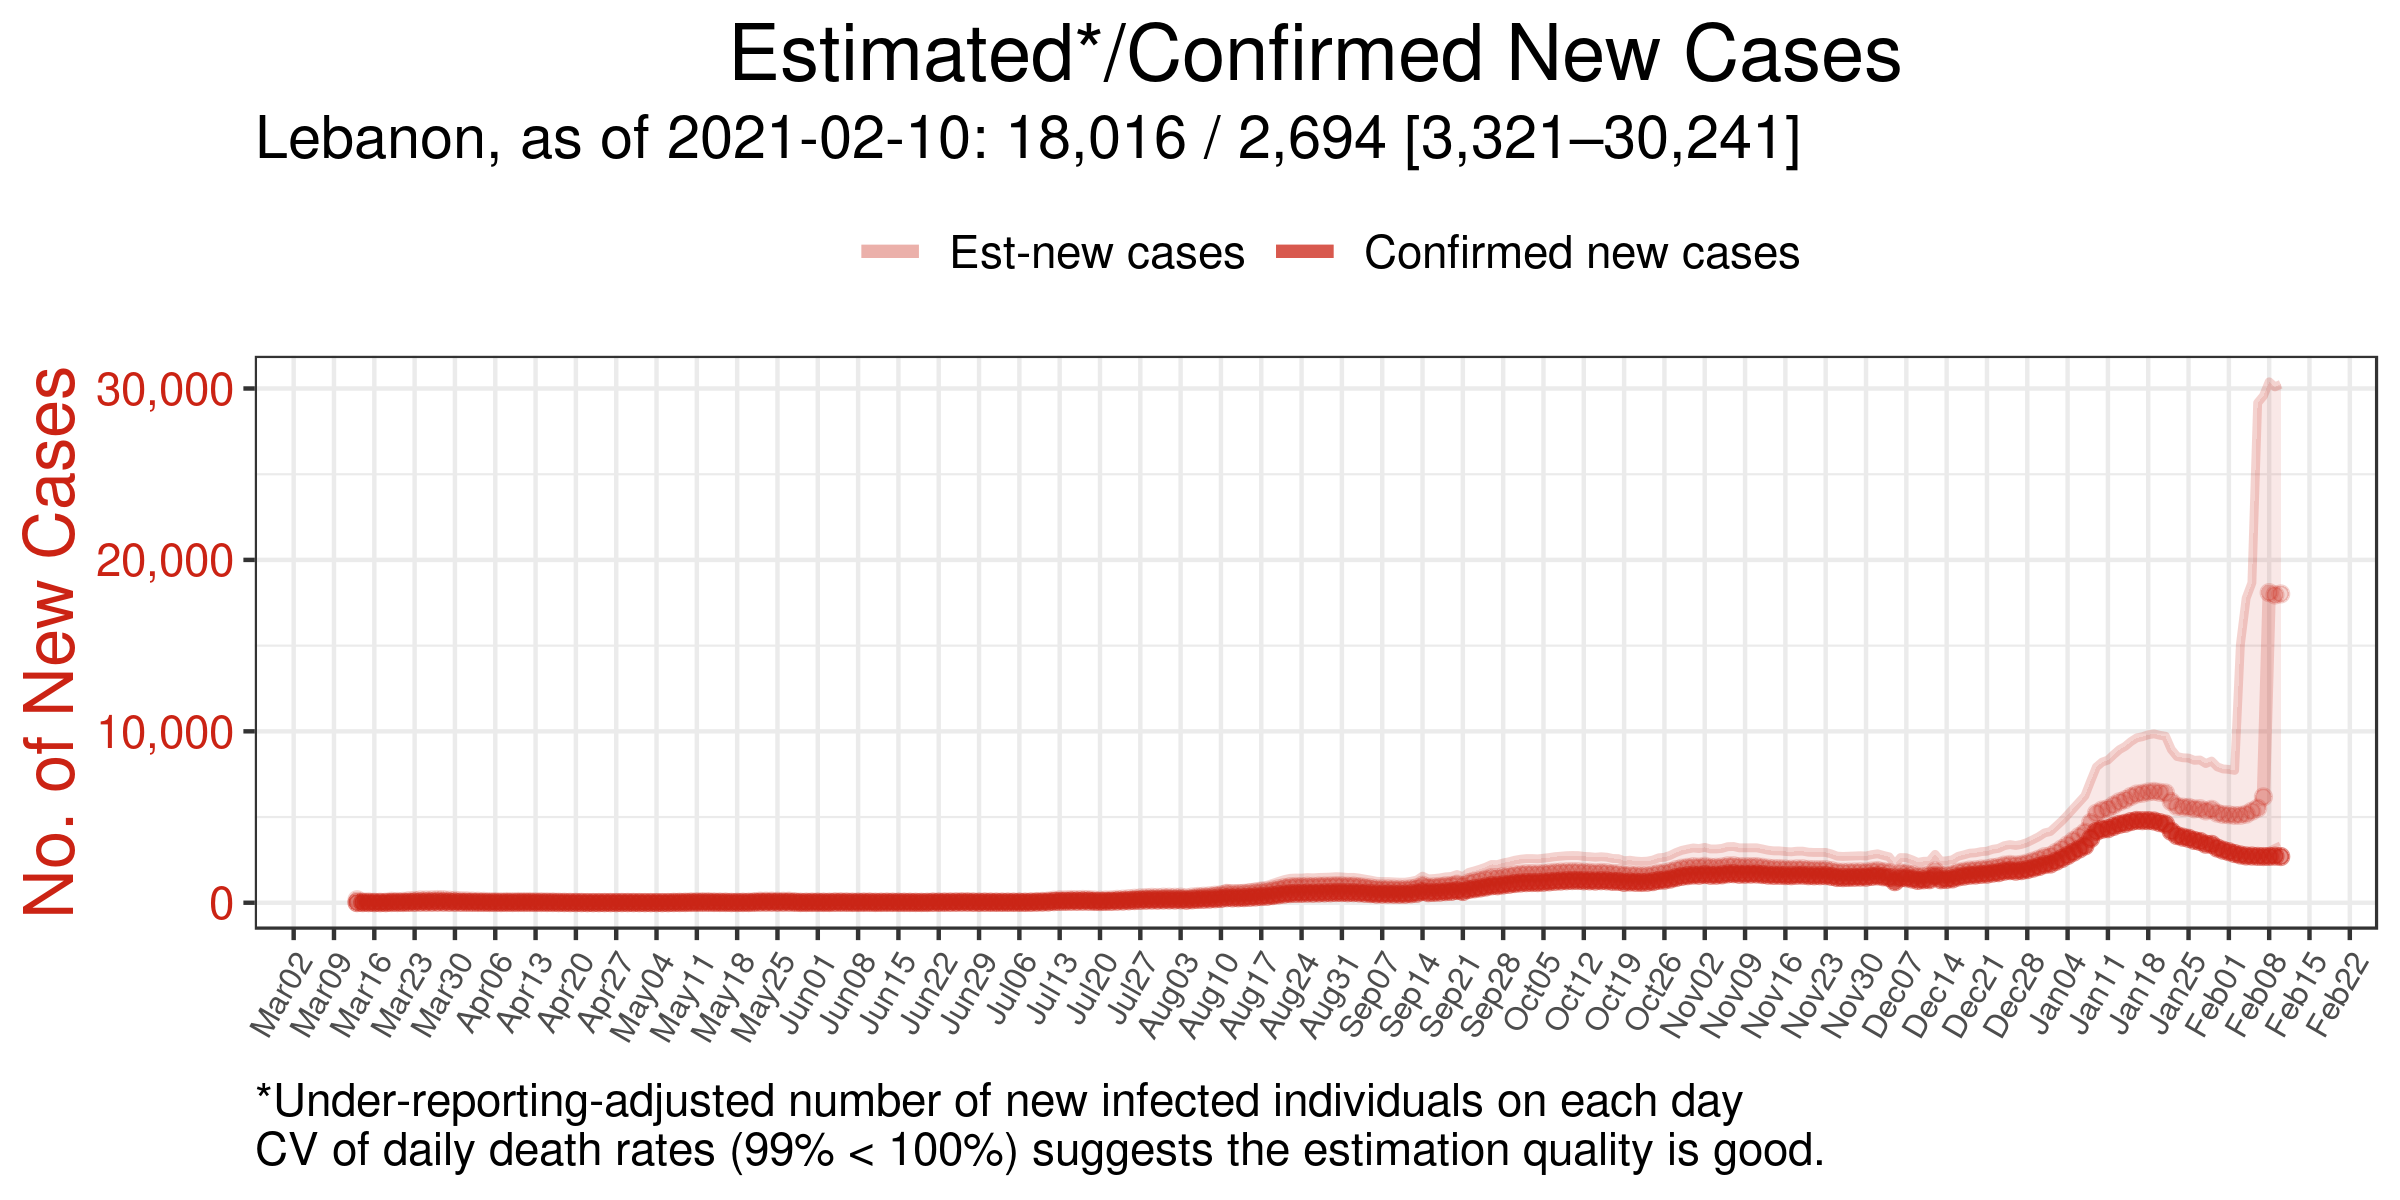 Estimated*/Confirmed New Cases
Lebanon, as of 2021-02-10: 18,016 / 2,694 [3,321–30,241]
Est-new cases
Confirmed new cases
No. of New Cases
30,000
20,000
10,000
0
Mar02
Mar09
Mar16
Mar23
Mar30
Apr06
Apr13
Apr20
Apr27
May04
May11
May18
May25
Jun01
Jun08
Jun15
Jun22
Jun29
Jul06
Jul13
Jul20
Jul27
Aug03
Aug10
Aug17
Aug24
Aug31
Sep07
Sep14
Sep21
Sep28
Oct05
Oct12
Oct19
Oct26
Nov02
Nov09
Nov16
Nov23
Nov30
Dec07
Dec14
Dec21
Dec28
Jan04
Jan11
Jan18
Jan25
Feb01
Feb08
Feb15
Feb22
*Under-reporting-adjusted number of new infected individuals on each day
CV of daily death rates (99% < 100%) suggests the estimation quality is good.